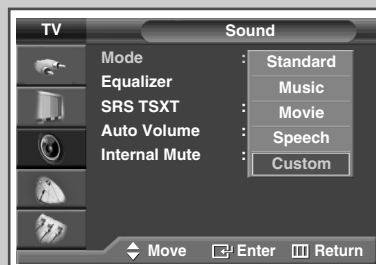 TV
Sound
Mode : Standard
Equalizer Music
SRS TSXT : Movie
Auto Volume : Speech
Internal Mute : Custom
Move Enter Return